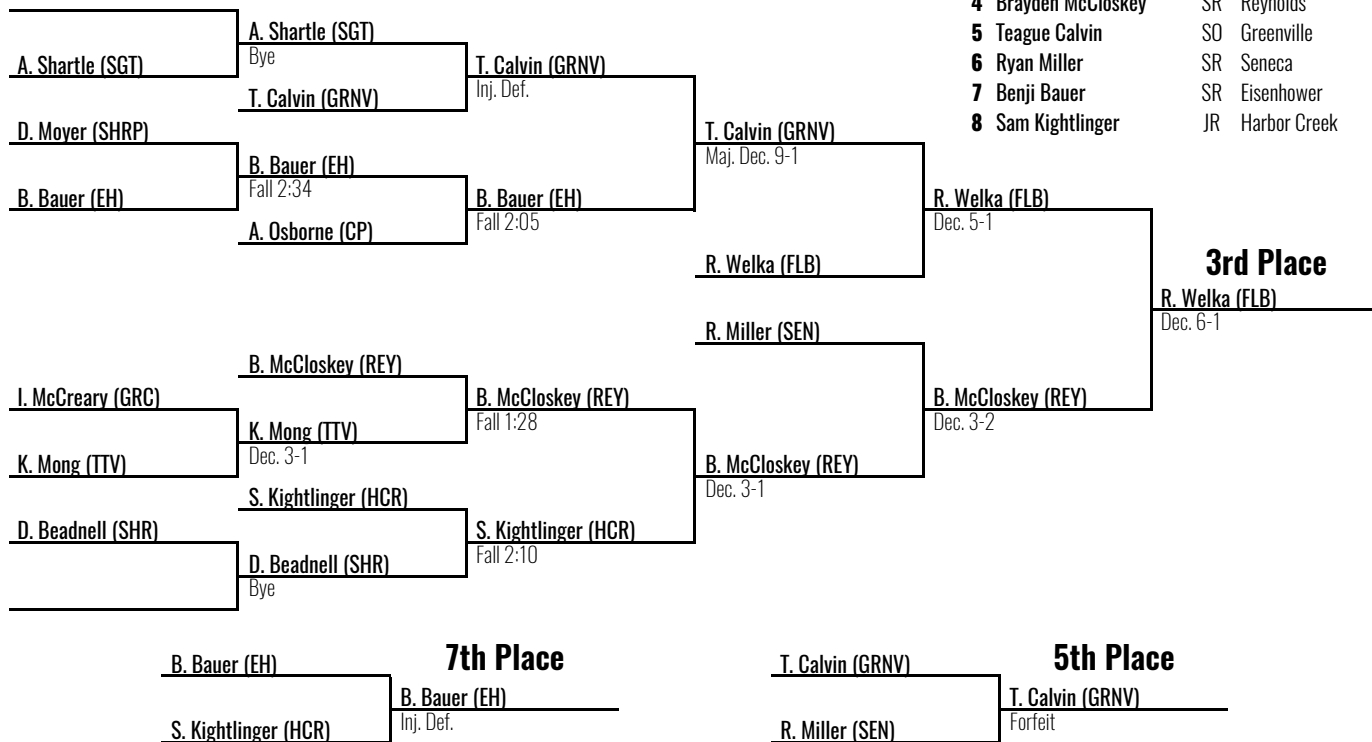 4 Brayden McCloskey SR Reynolds
5 Teague Calvin SO Greenville
6 Ryan Miller SR Seneca
7 Benji Bauer SR Eisenhower
8 Sam Kightlinger JR Harbor Creek
A. Shartle (SGT)
A. Shartle (SGT)
Bye
T. Calvin (GRNV)
T. Calvin (GRNV)
Inj. Def.
D. Moyer (SHRP)
B. Bauer (EH)
B. Bauer (EH)
Fall 2:34
A. Osborne (CP)
B. Bauer (EH)
Fall 2:05
T. Calvin (GRNV)
Maj. Dec. 9-1
R. Welka (FLB)
R. Welka (FLB)
Dec. 5-1
3rd Place
R. Welka (FLB)
Dec. 6-1
R. Miller (SEN)
B. McCloskey (REY)
I. McCreary (GRC)
K. Mong (TTV)
K. Mong (TTV)
Dec. 3-1
B. McCloskey (REY)
Fall 1:28
B. McCloskey (REY)
Dec. 3-2
B. McCloskey (REY)
Dec. 3-1
S. Kightlinger (HCR)
D. Beadnell (SHR)
D. Beadnell (SHR)
Bye
S. Kightlinger (HCR)
Fall 2:10
7th Place
B. Bauer (EH)
S. Kightlinger (HCR)
B. Bauer (EH)
Inj. Def.
5th Place
T. Calvin (GRNV)
R. Miller (SEN)
T. Calvin (GRNV)
Forfeit